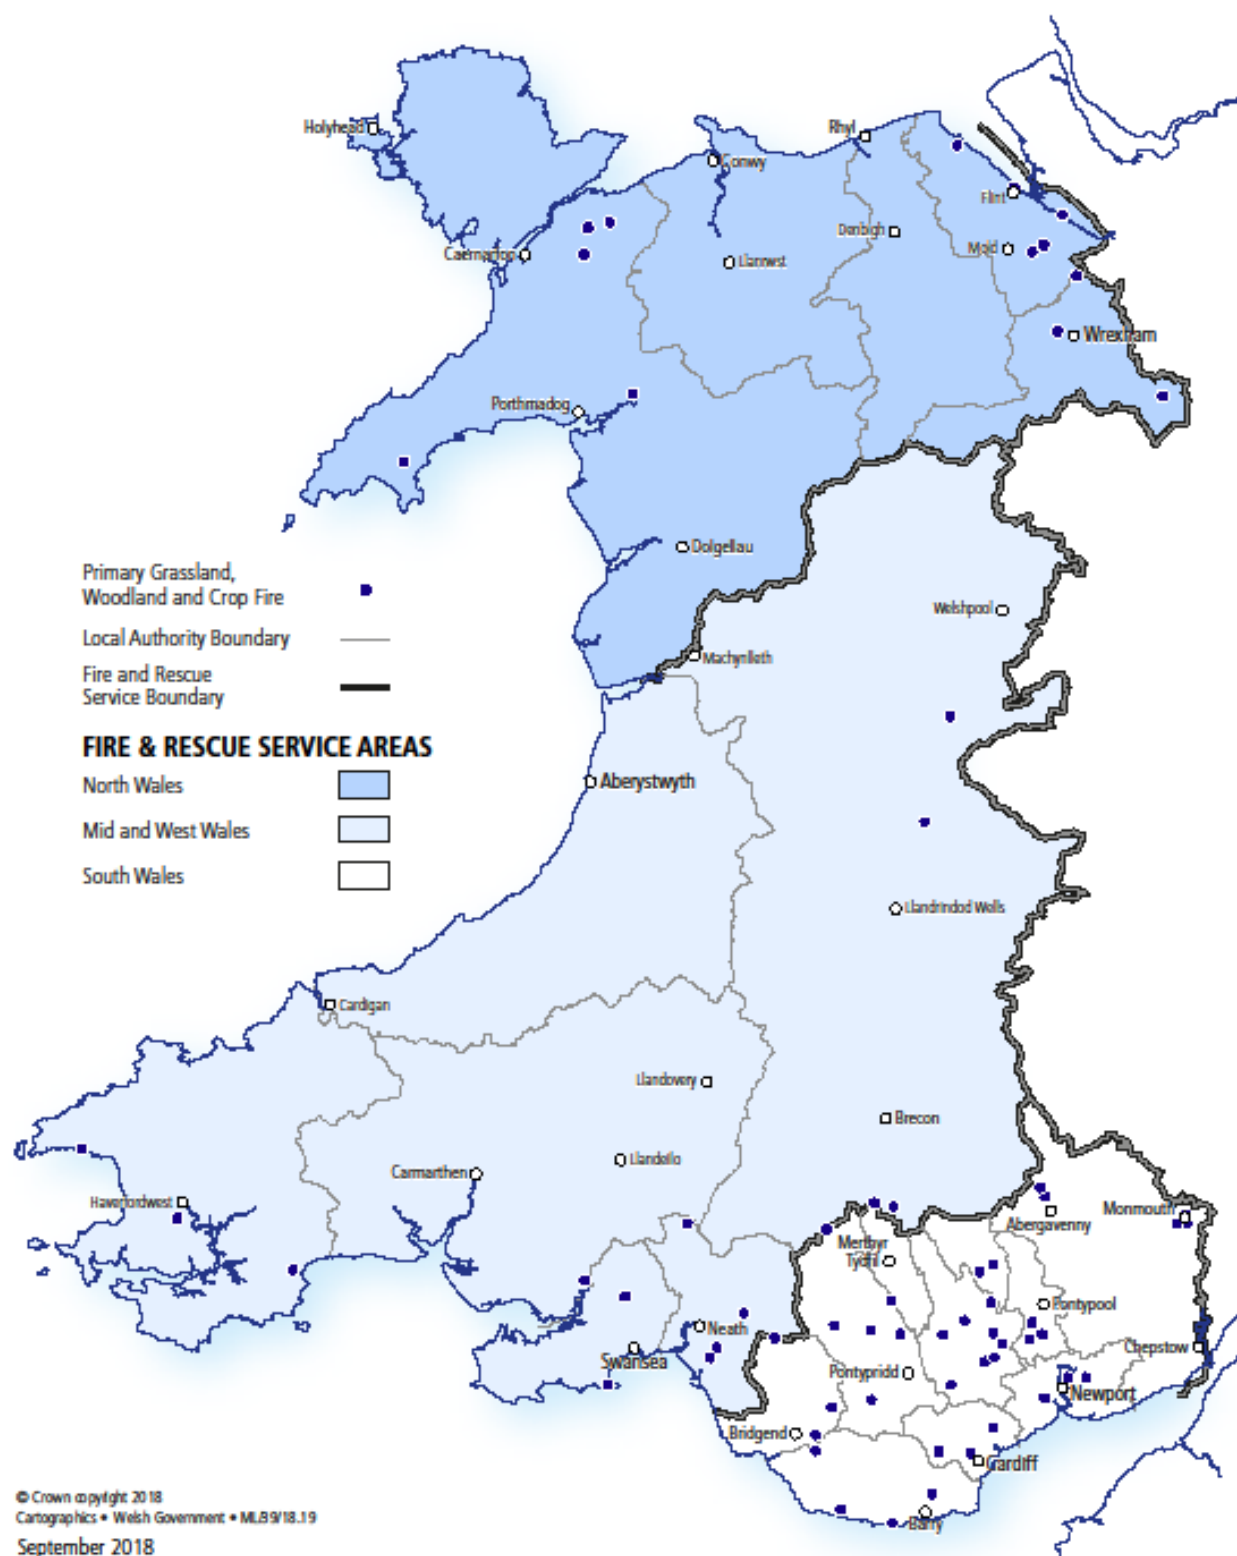 Holyhead
Rhyl
Conwy
Flint
Denbigh
Mold
Caernarfon
Llanrwst
Wrexham
Porthmadog
Dolgellau
Primary Grassland,
Woodland and Crop Fire
Local Authority Boundary
Fire and Rescue
Service Boundary
Welshpool
Machynlleth
FIRE & RESCUE SERVICE AREAS
North Wales
Mid and West Wales
South Wales
Aberystwyth
Llandrindod Wells
Cardigan
Llandovery
Brecon
Llandeilo
Carmarthen
Haverfordwest
Monmouth
Abergavenny
Merthyr
Tydfil
Pontypool
Neath
Chepstow
Swansea
Pontypridd
Newport
Bridgend
Cardiff
Barry
© Crown copyright 2018
Cartographics • Welsh Government • ML/39/18.19
September 2018